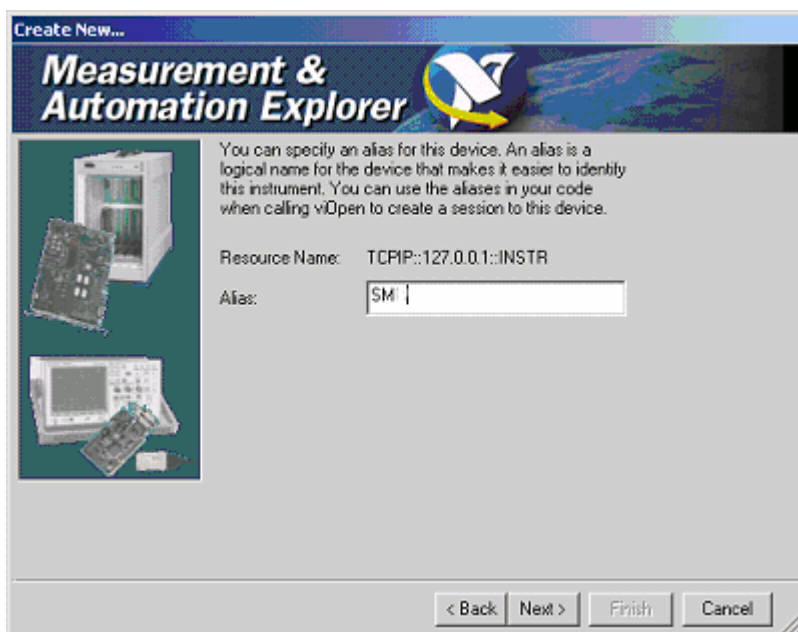 Create New...
Measurement &
Automation Explorer
You can specify an alias for this device. An alias is a
logical name for the device that makes it easier to identify
this instrument. You can use the aliases in your code
when calling viOpen to create a session to this device.
Resource Name: TCPIP::127.0.0.1::INSTR
Alias:
< Back Next > Finish Cancel